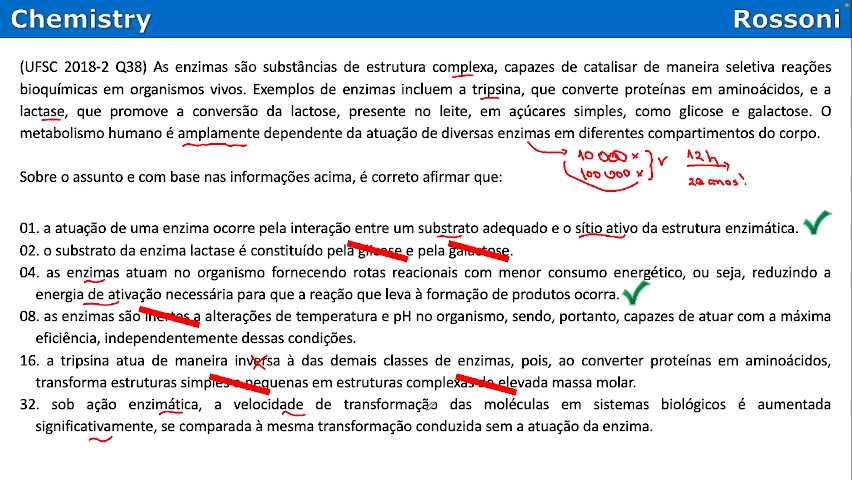 Chemistry
Rossoni
(UFSC 2018-2 Q38) As enzimas são substâncias de estrutura complexa, capazes de catalisar de maneira seletiva reações
bioquímicas em organismos vivos. Exemplos de enzimas incluem a tripsina, que converte proteínas em aminoácidos, e a
lactase, que promove a conversão da lactose, presente no leite, em açúcares simples, como glicose e galactose. O
metabolismo humano é amplamente dependente da atuação de diversas enzimas em diferentes compartimentos do corpo.
10 000 x
100 000 x
v
12h
20 anos!
Sobre o assunto e com base nas informações acima, é correto afirmar que:
01. a atuação de uma enzima ocorre pela interação entre um substrato adequado e o sítio ativo da estrutura enzimática.
02. o substrato da enzima lactase é constituído pela glicose e pela galactose.
04. as enzimas atuam no organismo fornecendo rotas reacionais com menor consumo energético, ou seja, reduzindo a
energia de ativação necessária para que a reação que leva à formação de produtos ocorra.
08. as enzimas são inertes a alterações de temperatura e pH no organismo, sendo, portanto, capazes de atuar com a máxima
eficiência, independentemente dessas condições.
16. a tripsina atua de maneira inversa à das demais classes de enzimas, pois, ao converter proteínas em aminoácidos,
transforma estruturas simples e pequenas em estruturas complexas de elevada massa molar.
32. sob ação enzimática, a velocidade de transformação das moléculas em sistemas biológicos é aumentada
significativamente, se comparada à mesma transformação conduzida sem a atuação da enzima.